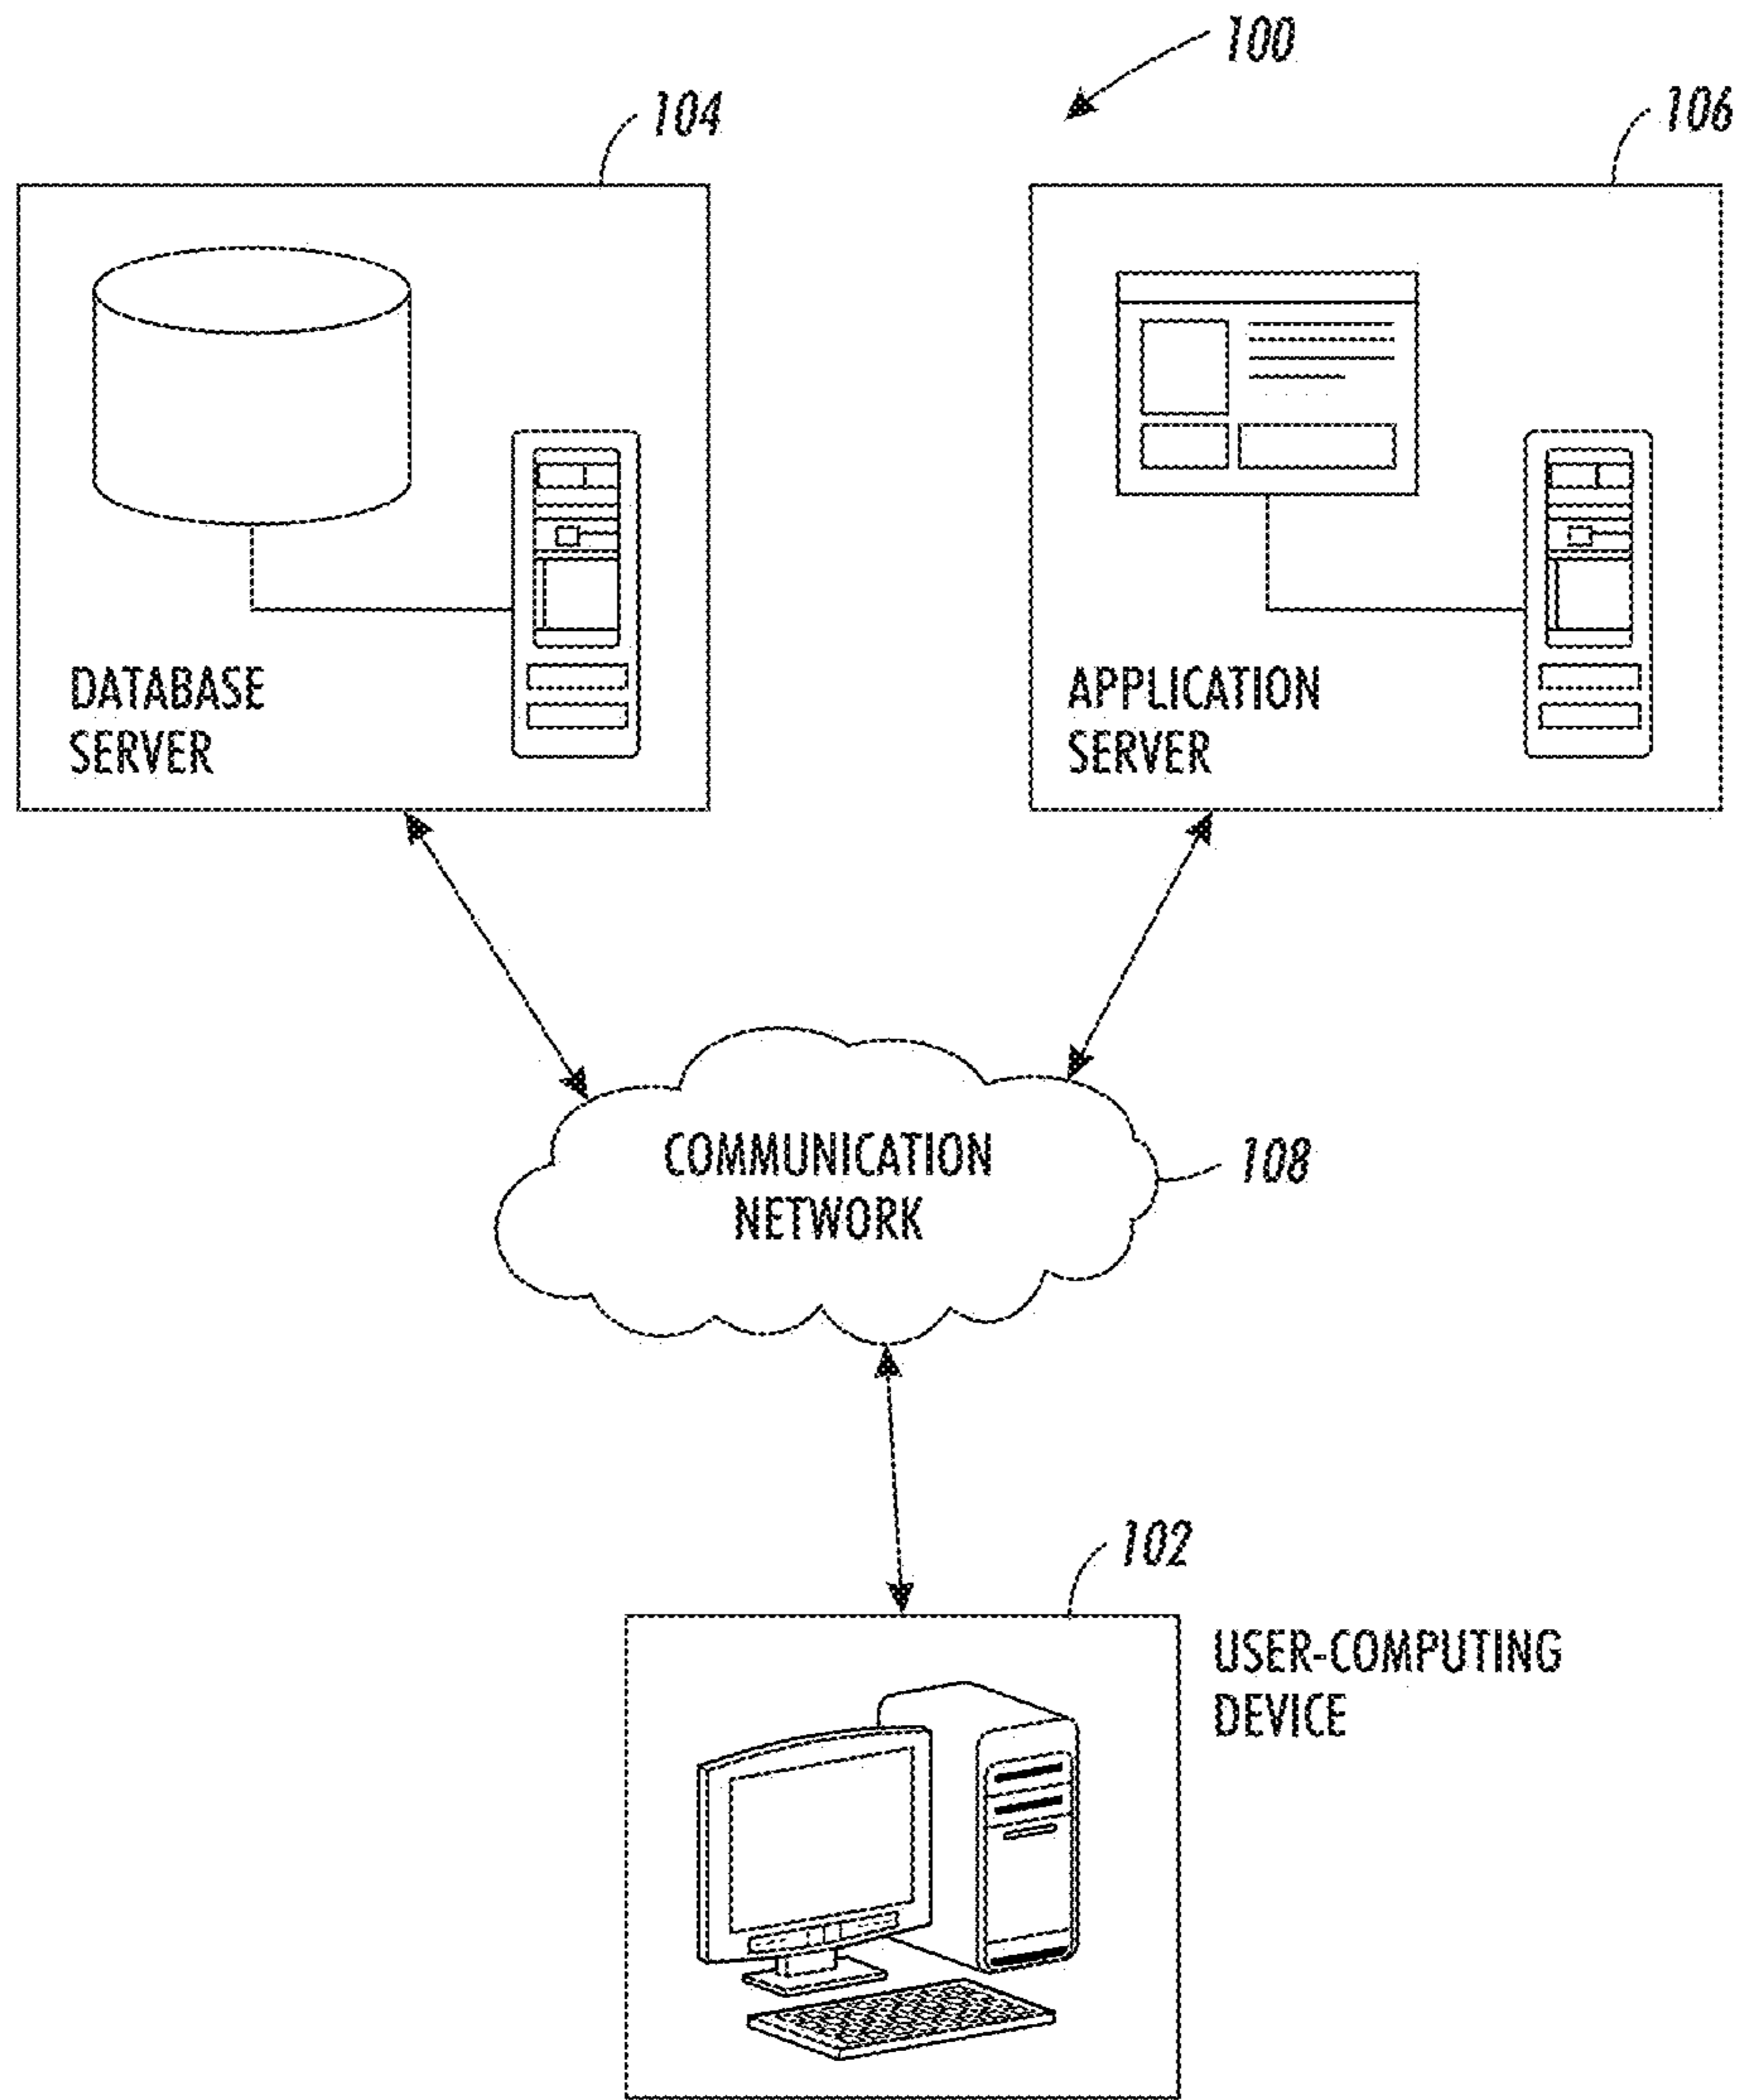 100
104
106
DATABASE
SERVER
APPLICATION
SERVER
COMMUNICATION
NETWORK
108
102
USER-COMPUTING
DEVICE